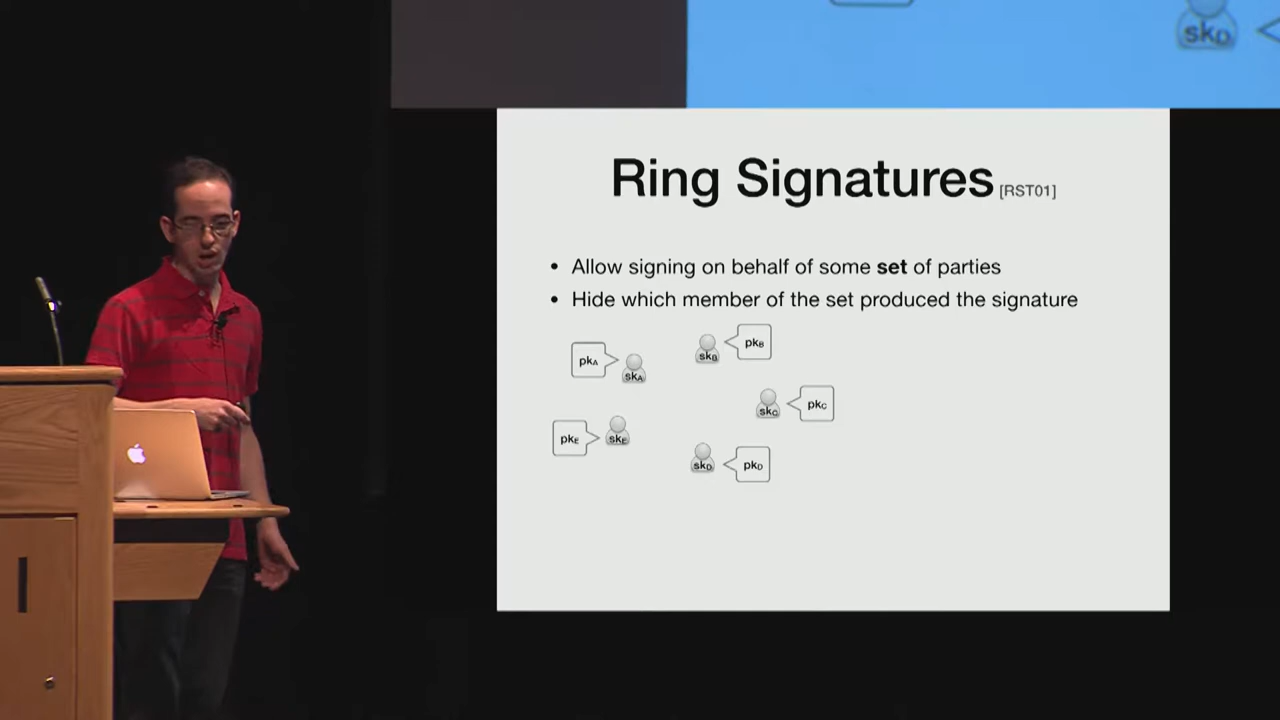 skD
Ring Signatures [RST01]
• Allow signing on behalf of some set of parties
• Hide which member of the set produced the signature
pkA
skA
skB
pkB
skC
pkC
pkE
skE
skD
pkD